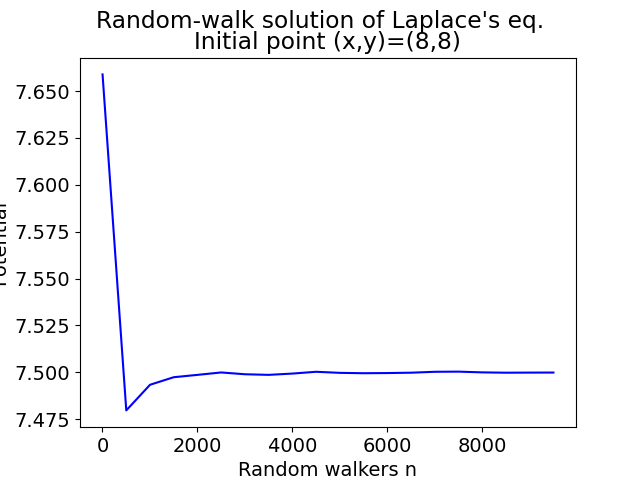 Random-walk solution of Laplace's eq.
Initial point (x,y)=(8,8)
7.650
7.625
7.600
7.575
7.550
7.525
7.500
7.475
Potential
0 2000 4000 6000 8000
Random walkers n